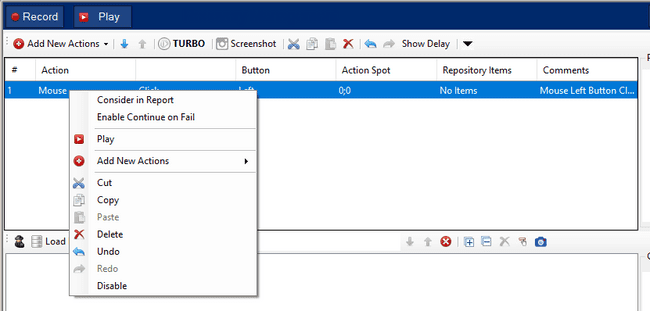 Record Play
Add New Actions TURBO Screenshot Show Delay
# Action Button Action Spot Repository Items Comments
1 Mouse Click Left 0;0 No Items Mouse Left Button Cl...
Consider in Report
Enable Continue on Fail
Play
Add New Actions
Cut
Copy
Paste
Delete
Undo
Redo
Disable
Load